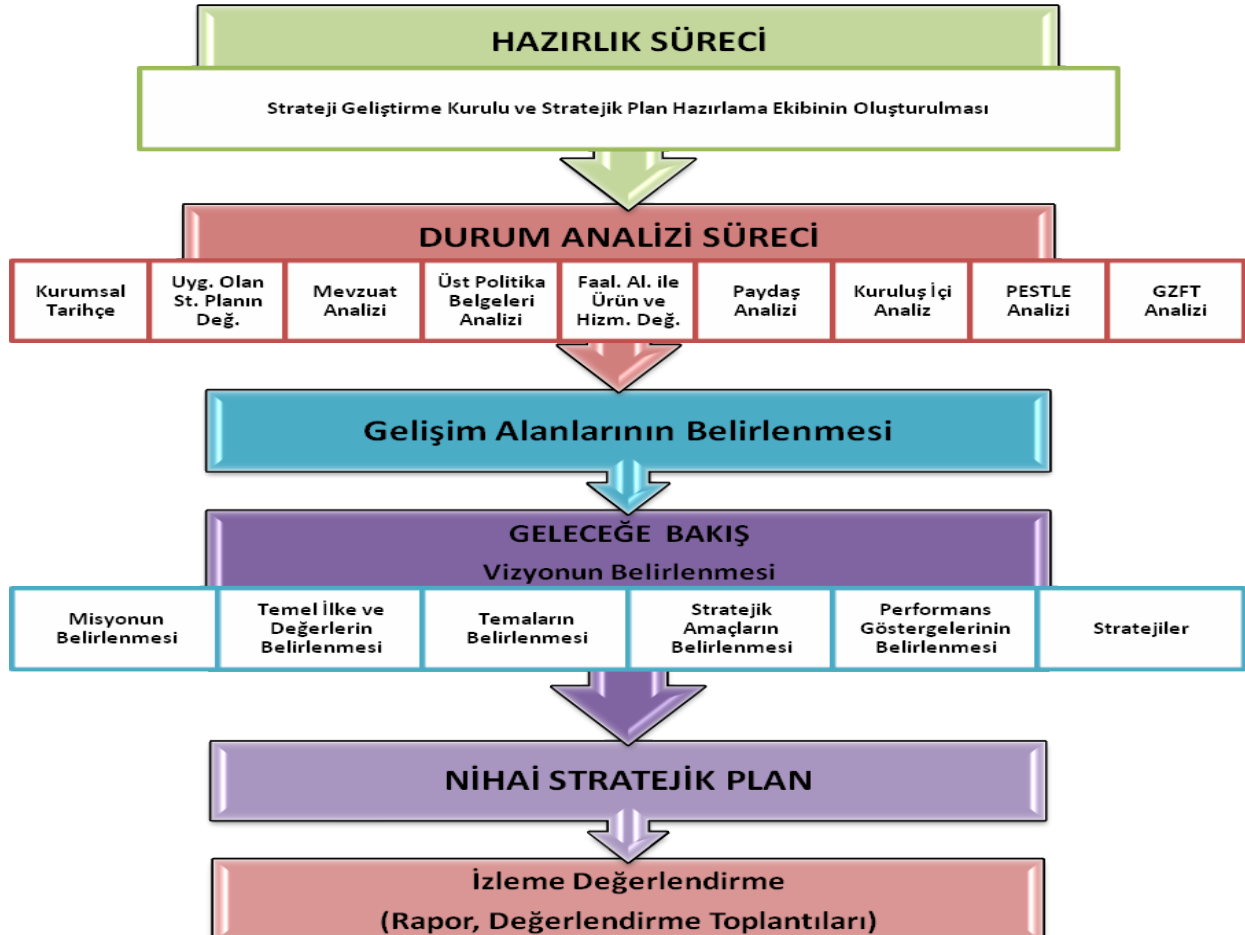 HAZIRLIK SÜRECİ
Strateji Geliştirme Kurulu ve Stratejik Plan Hazırlama Ekibinin Oluşturulması
DURUM ANALİZİ SÜRECİ
Kurumsal
Tarihçe
Uyg. Olan
St. Planın
Değ.
Mevzuat
Analizi
Üst Politika
Belgeleri
Analizi
Faal. Al. ile
Ürün ve
Hizm. Değ.
Paydaş
Analizi
Kuruluş İçi
Analiz
PESTLE
Analizi
GZFT
Analizi
Gelişim Alanlarının Belirlenmesi
GELECEĞE BAKIŞ
Vizyonun Belirlenmesi
Misyonun
Belirlenmesi
Temel İlke ve
Değerlerin
Belirlenmesi
Temaların
Belirlenmesi
Stratejik
Amaçların
Belirlenmesi
Performans
Göstergelerinin
Belirlenmesi
Stratejiler
NİHAİ STRATEJİK PLAN
İzleme Değerlendirme
(Rapor, Değerlendirme Toplantıları)